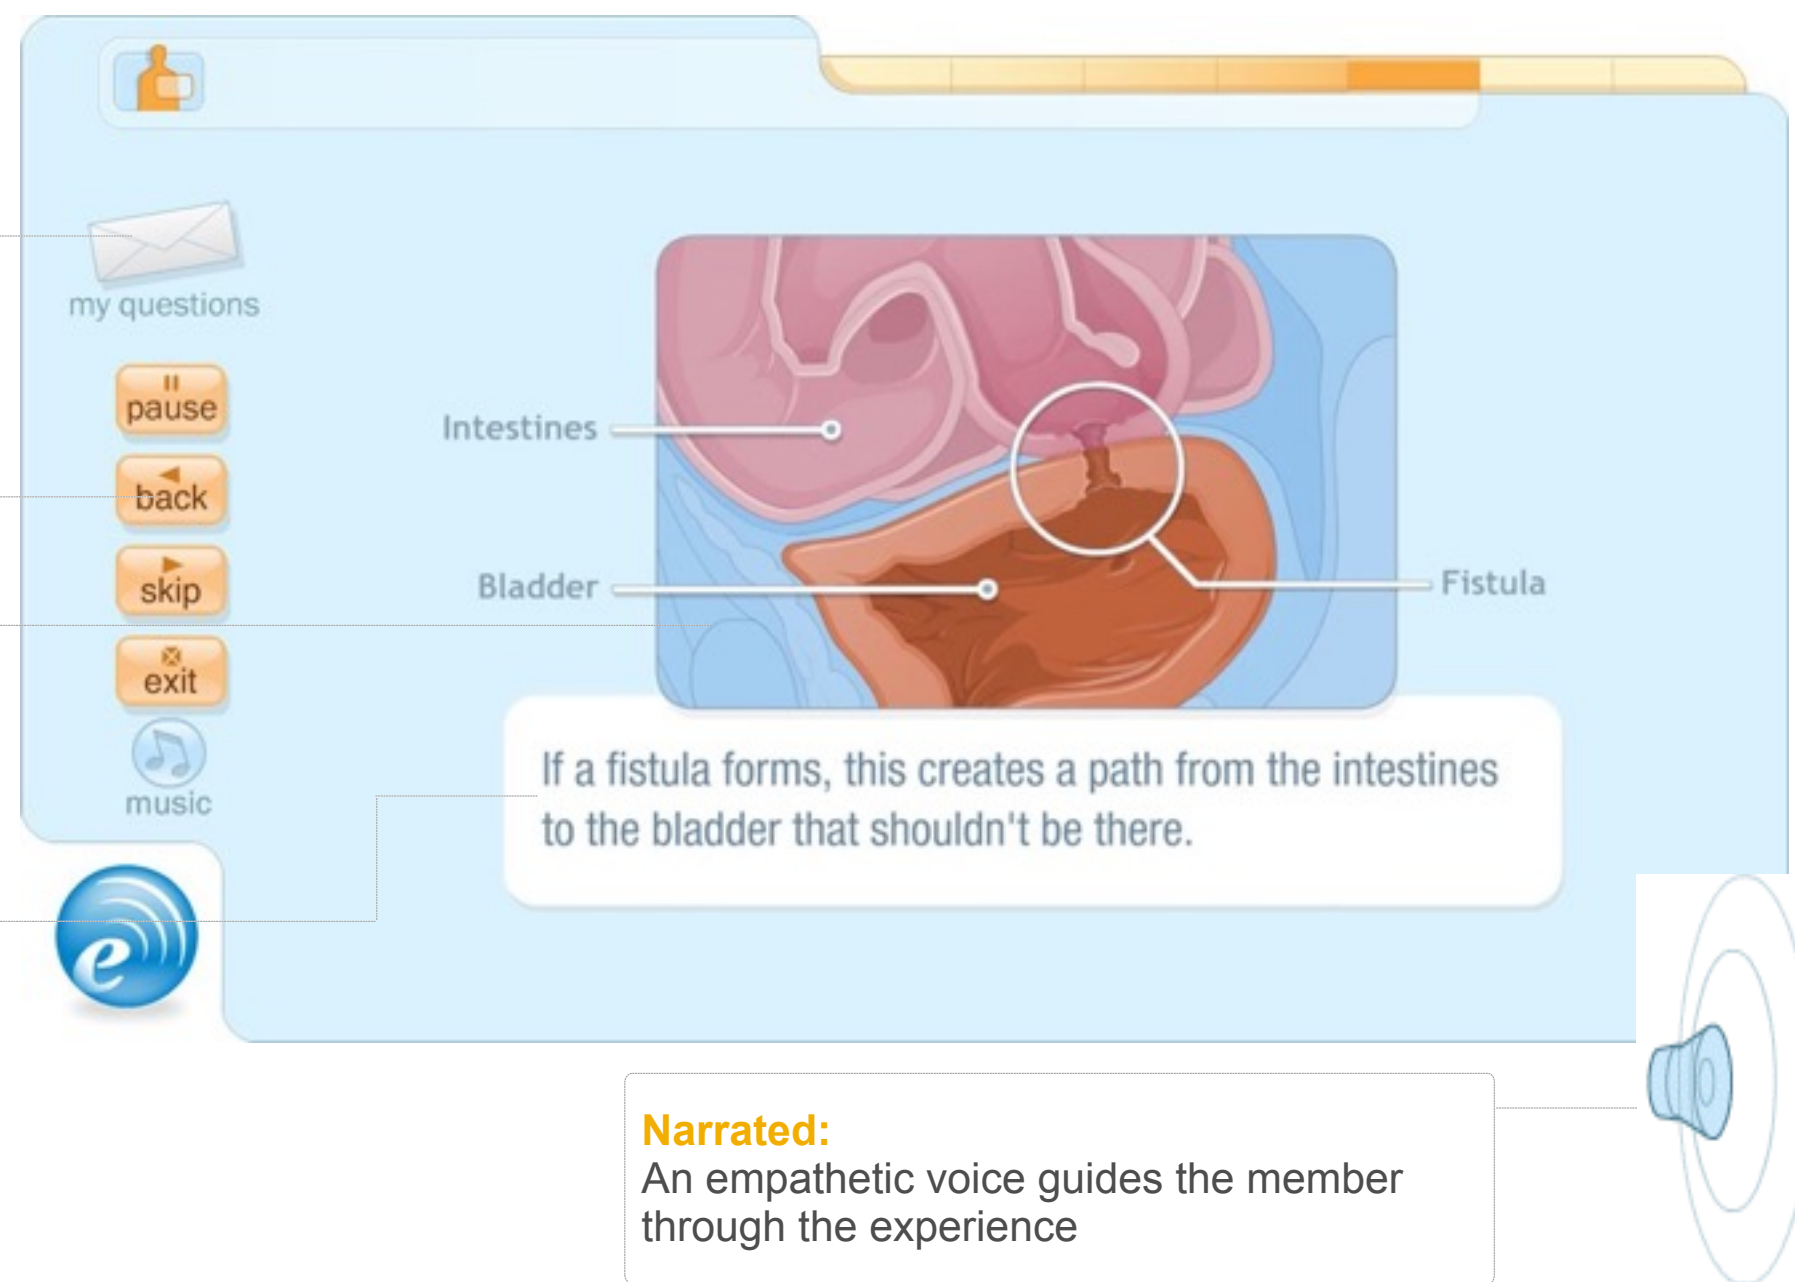 my questions
pause
back
skip
exit
music
Intestines
Bladder
Fistula
If a fistula forms, this creates a path from the intestines
to the bladder that shouldn't be there.
e
Narrated:
An empathetic voice guides the member
through the experience